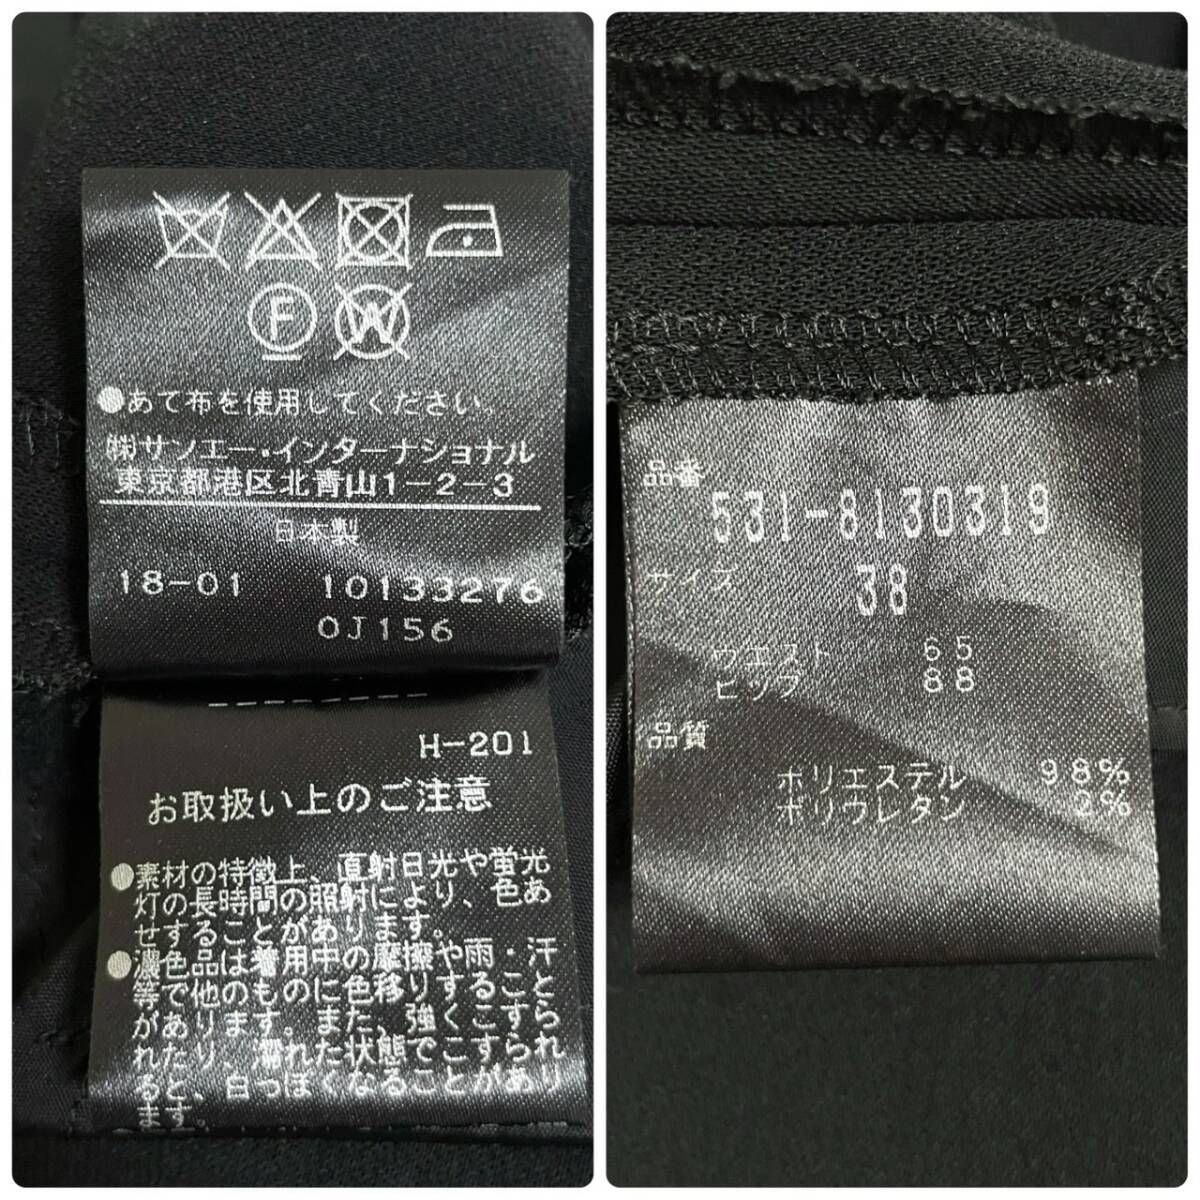 F
W
●あて布を使用してください。
㈱サンエー・インターナショナル
東京都港区北青山1-2-3
日本製
18-01 10133276
0J156
H-201
お取扱い上のご注意
●素材の特徴上、直射日光や蛍光
灯の長時間の照射により、色あ
せすることがあります。
●濃色品は着用中の摩擦や雨・汗
等で他のものに色移りすること
があります。また、強くこすら
れたり、濡れた状態でこすられ
ると、白っぽくなることがあり
ます。
品番
531-8130319
サイズ 38
ウエスト 65
ヒップ 88
品質
ポリエステル 98%
ポリウレタン 2%